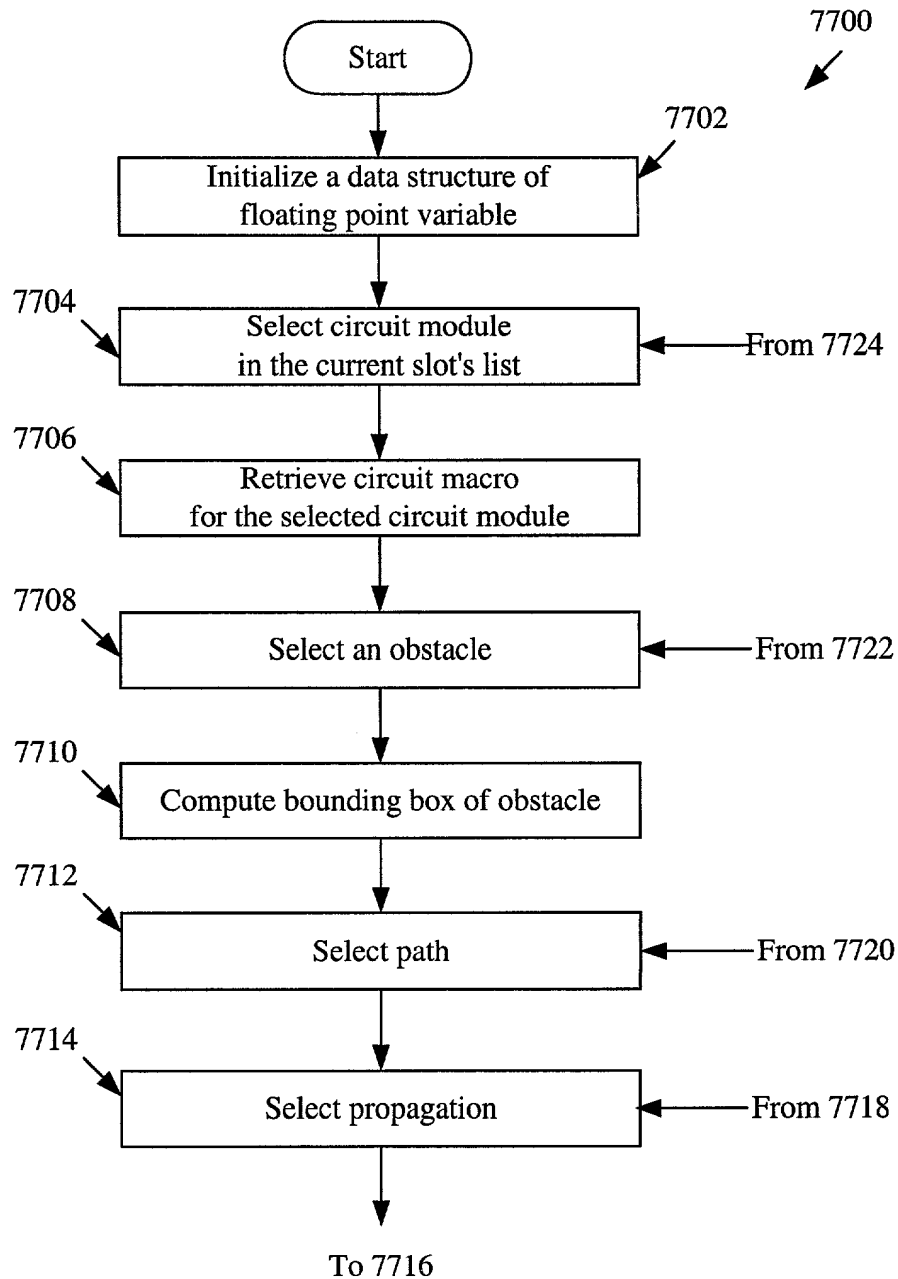 7700
Start
7702
Initialize a data structure of
floating point variable
7704
Select circuit module
in the current slot's list
From 7724
7706
Retrieve circuit macro
for the selected circuit module
7708
Select an obstacle
From 7722
7710
Compute bounding box of obstacle
7712
Select path
From 7720
7714
Select propagation
From 7718
To 7716